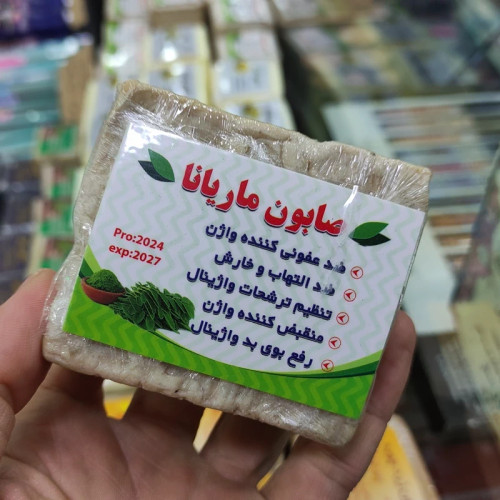 صابون ماریانا
ضد عفونی کننده واژن
ضد التهاب و خارش
تنظیم ترشحات واژینال
منقبض کننده واژن
رفع بوی بد واژینال
Pro:2024
exp:2027